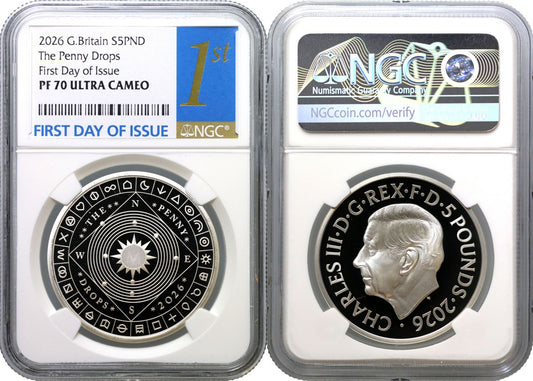 2026 G.Britain S5PND
The Penny Drops
First Day of Issue
PF 70 ULTRA CAMEO
1st
FIRST DAY OF ISSUE
NGC®
THE PENNY
DROPS 2026
N
W E
S
NGC
Numismatic Guaranty Company
NGCcoin.com/verify
CHARLES III·D·G·REX·F·D·5 POUNDS·2026